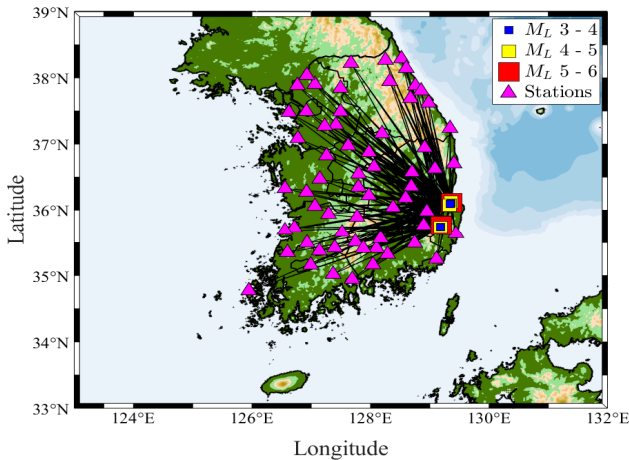 39°N
38°N
37°N
36°N
35°N
34°N
33°N
124°E
126°E
128°E
130°E
132°E
Latitude
Longitude
M_L 3 - 4
M_L 4 - 5
M_L 5 - 6
Stations